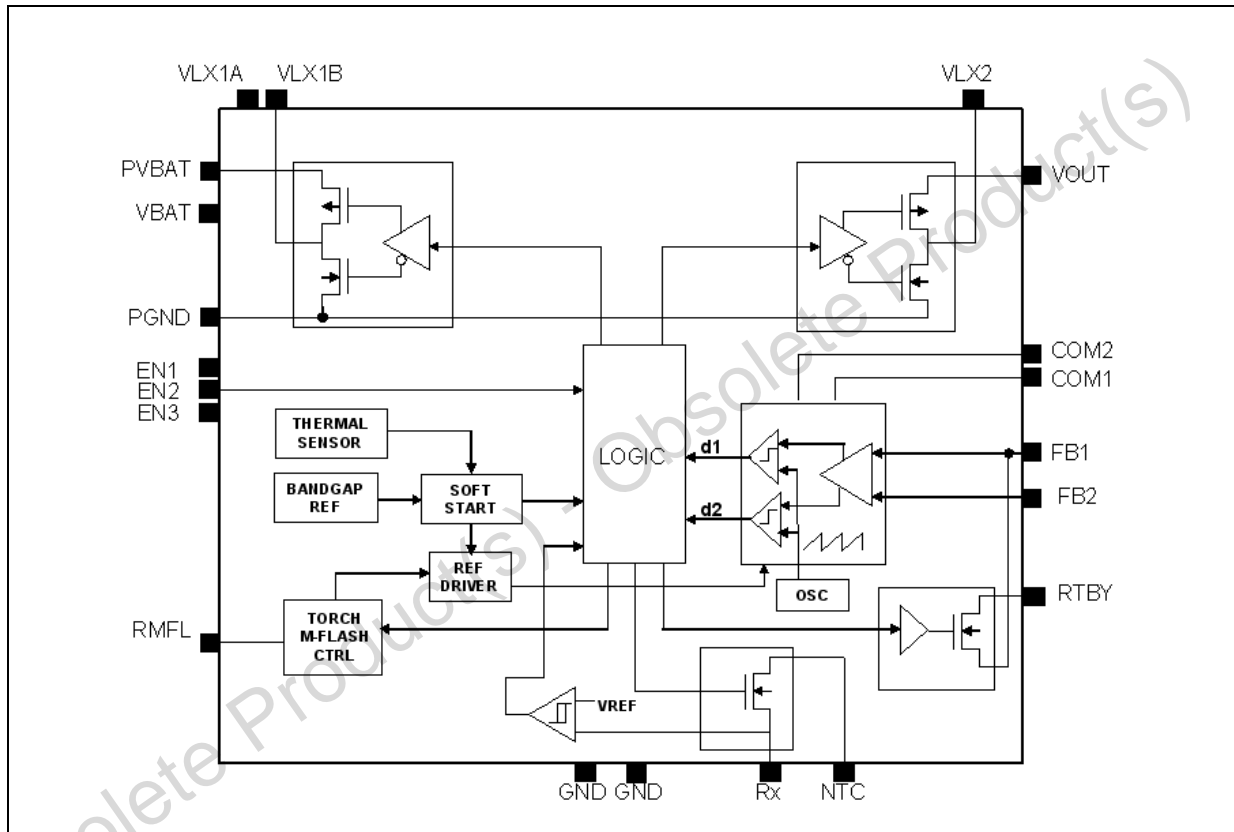 VLX1A VLX1B VLX2
PVBAT
VOUT
VBAT
PGND
COM2
COM1
EN1
EN2
EN3
THERMAL
SENSOR
LOGIC
d1
FB1
BANDGAP
REF
SOFT
START
d2
FB2
REF
DRIVER
OSC
RTBY
TORCH
M-FLASH
CTRL
RMFL
VREF
GND GND Rx NTC
Obsolete Product(s) - Obsolete Product(s)